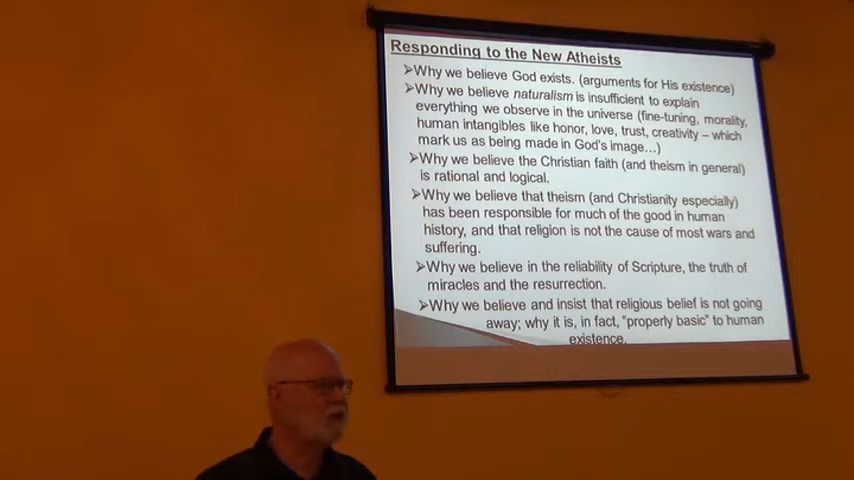 Responding to the New Atheists
➢Why we believe God exists. (arguments for His existence)
➢Why we believe naturalism is insufficient to explain
everything we observe in the universe (fine-tuning, morality,
human intangibles like honor, love, trust, creativity – which
mark us as being made in God's image…)
➢Why we believe the Christian faith (and theism in general)
is rational and logical.
➢Why we believe that theism (and Christianity especially)
has been responsible for much of the good in human
history, and that religion is not the cause of most wars and
suffering.
➢Why we believe in the reliability of Scripture, the truth of
miracles and the resurrection.
➢Why we believe and insist that religious belief is not going
away; why it is, in fact, "properly basic" to human
existence.